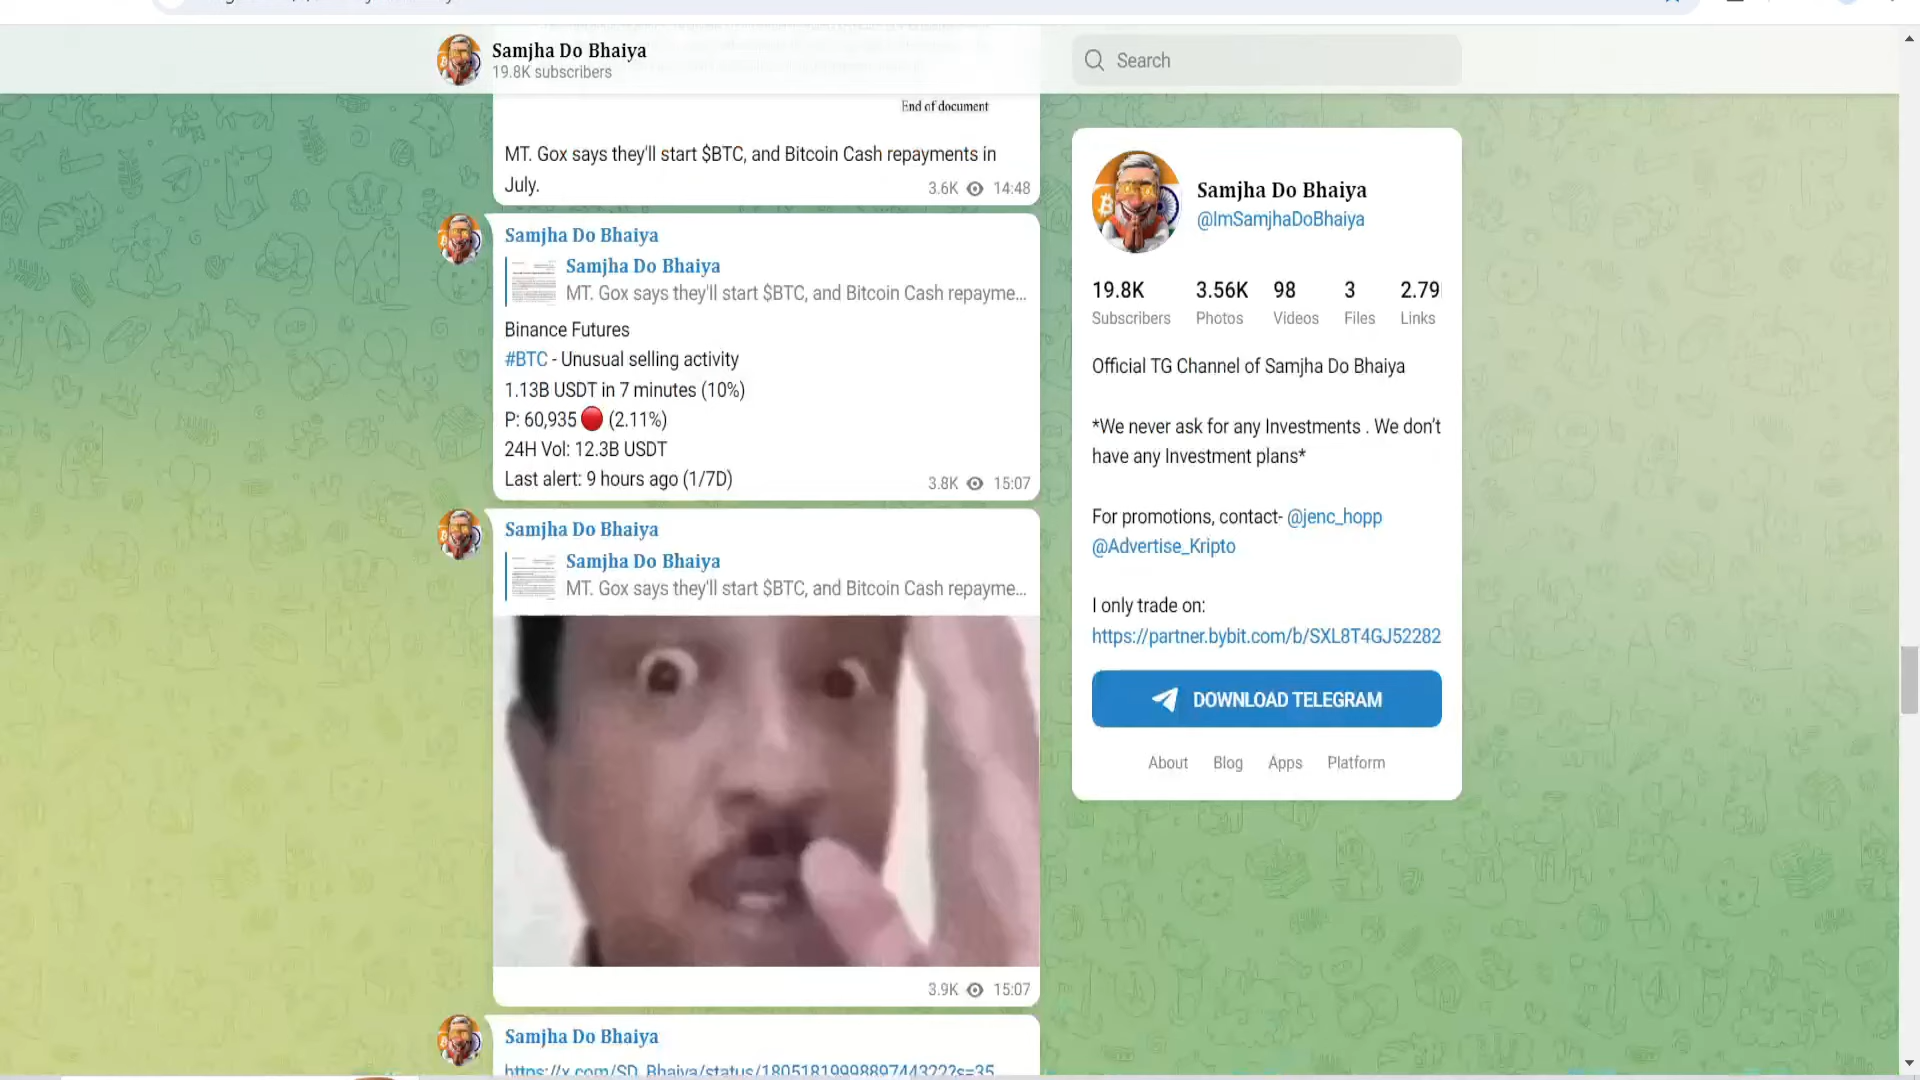 Samjha Do Bhaiya
19.8K subscribers
Search
End of document
MT. Gox says they'll start $BTC, and Bitcoin Cash repayments in
July.
3.6K 14:48
Samjha Do Bhaiya
Samjha Do Bhaiya
MT. Gox says they'll start $BTC, and Bitcoin Cash repayme...
Binance Futures
#BTC - Unusual selling activity
1.13B USDT in 7 minutes (10%)
P: 60,935 🔴 (2.11%)
24H Vol: 12.3B USDT
Last alert: 9 hours ago (1/7D)
3.8K 15:07
Samjha Do Bhaiya
Samjha Do Bhaiya
MT. Gox says they'll start $BTC, and Bitcoin Cash repayme...
3.9K 15:07
Samjha Do Bhaiya
https://x.com/SD_Bhaiya/status/1805181999889744322?s=35
Samjha Do Bhaiya
@ImSamjhaDoBhaiya
19.8K 3.56K 98 3 2.79
Subscribers Photos Videos Files Links
Official TG Channel of Samjha Do Bhaiya
*We never ask for any Investments . We don't
have any Investment plans*
For promotions, contact- @jenc_hopp
@Advertise_Kripto
I only trade on:
https://partner.bybit.com/b/SXL8T4GJ52282
DOWNLOAD TELEGRAM
About Blog Apps Platform